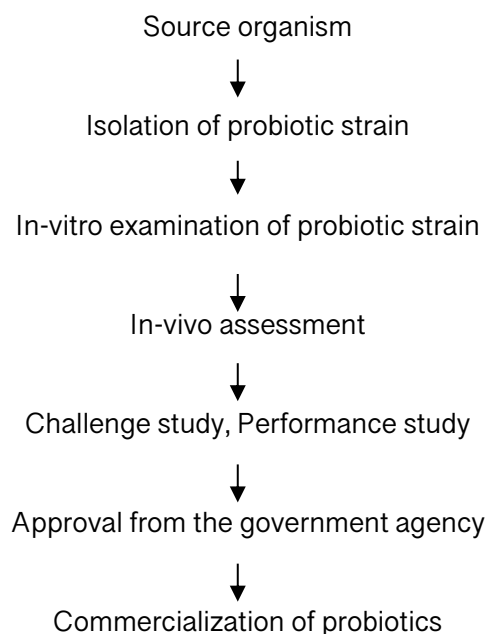 Source organism
Isolation of probiotic strain
In-vitro examination of probiotic strain
In-vivo assessment
Challenge study, Performance study
Approval from the government agency
Commercialization of probiotics